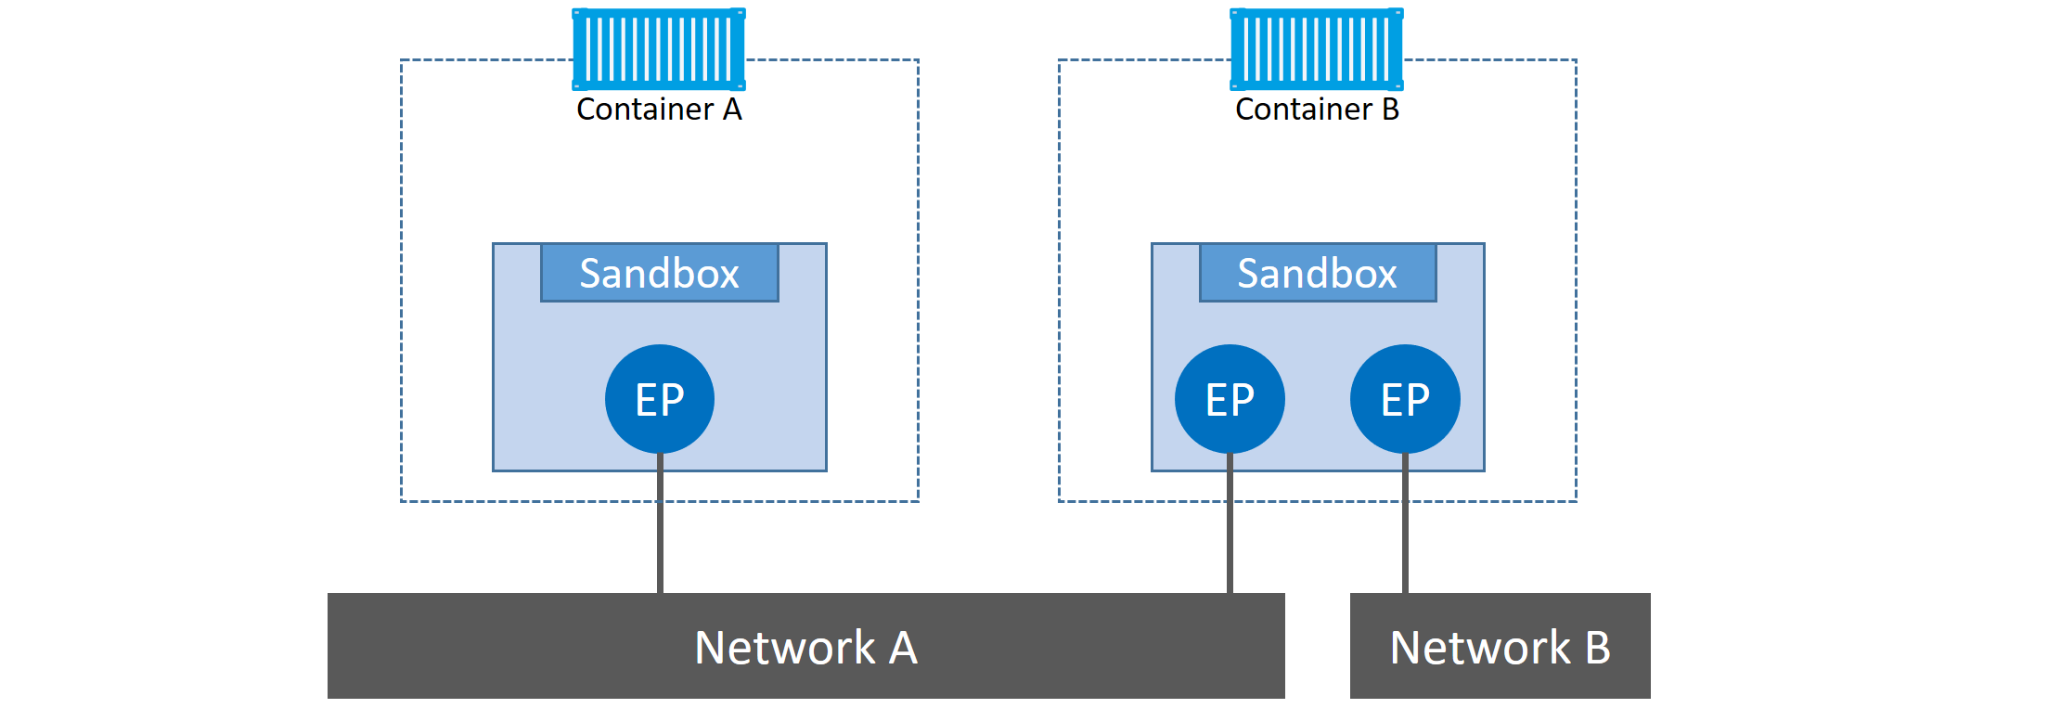 Container A
Container B
Sandbox
Sandbox
EP
EP
EP
Network A
Network B